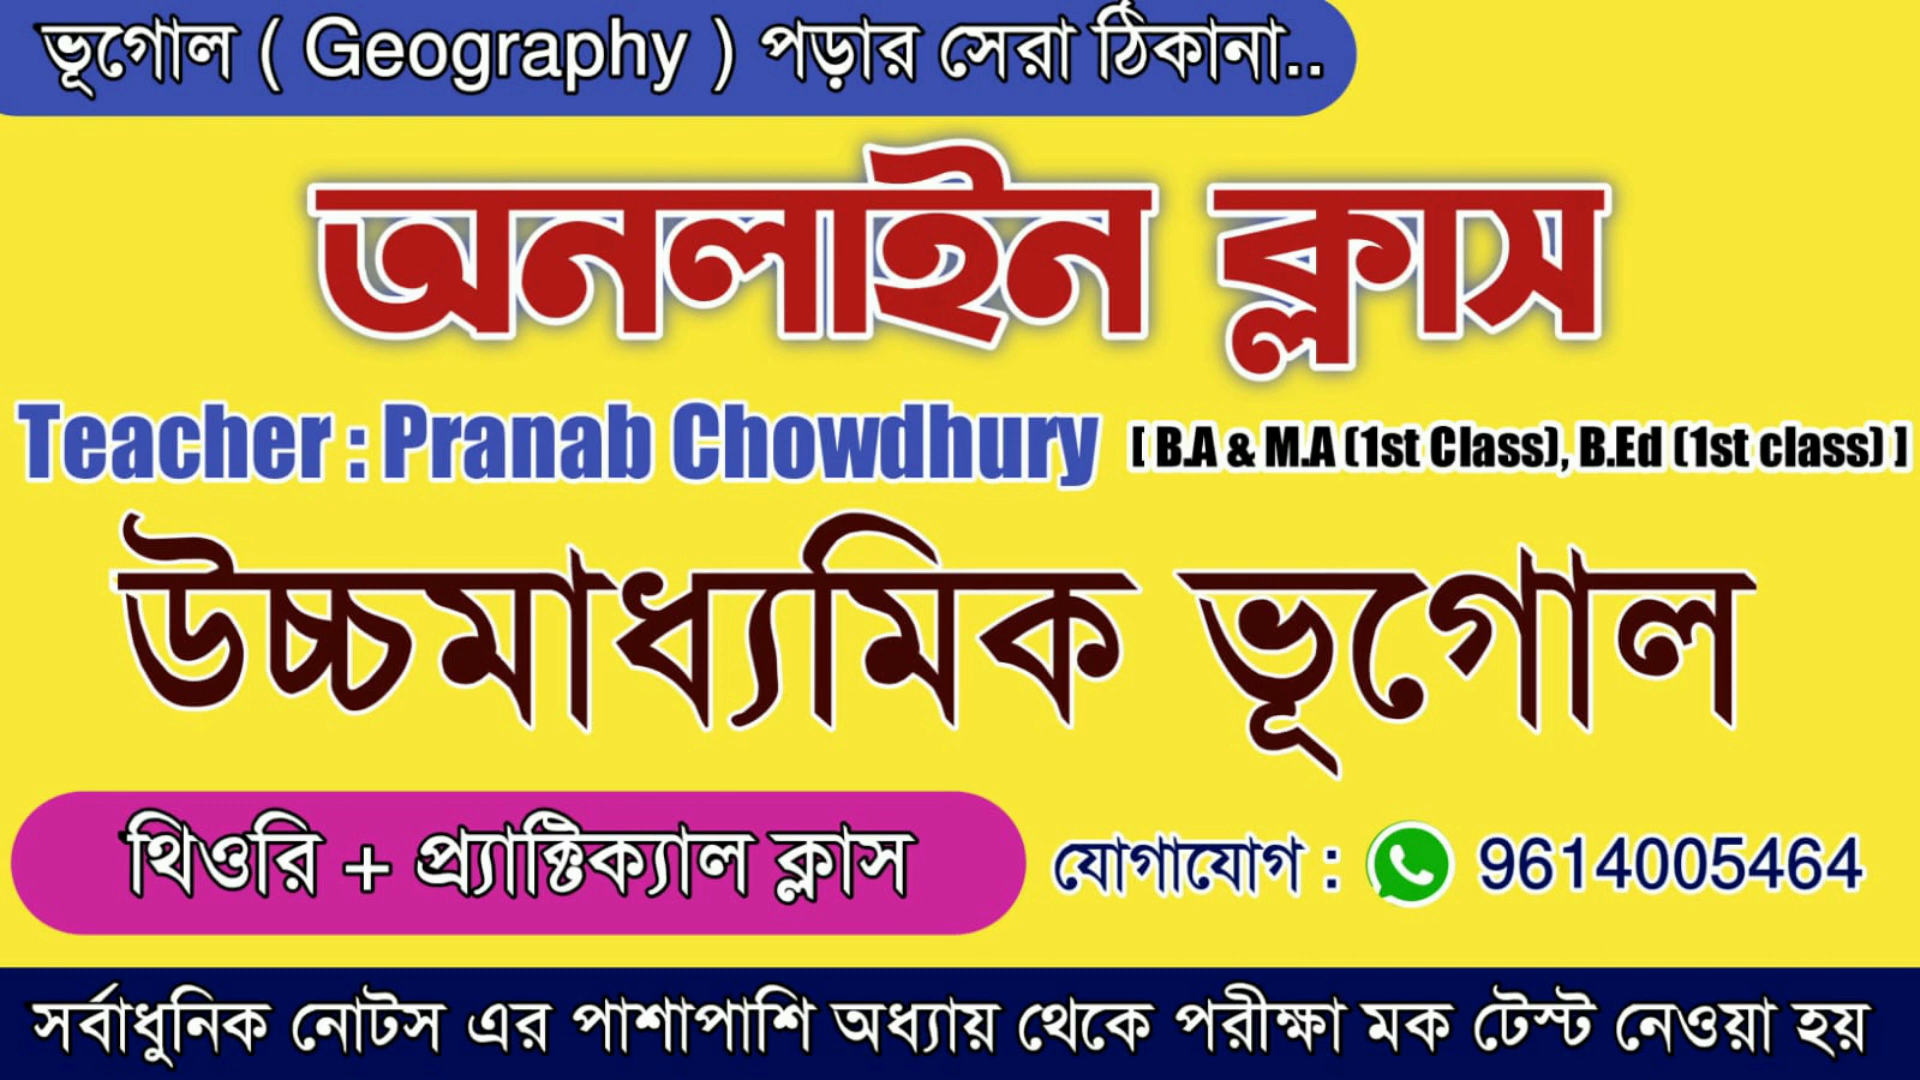 ভূগোল ( Geography ) পড়ার সেরা ঠিকানা..
অনলাইন ক্লাস
Teacher : Pranab Chowdhury [ B.A & M.A (1st Class), B.Ed (1st class) ]
উচ্চমাধ্যমিক ভূগোল
থিওরি + প্র্যাক্টিক্যাল ক্লাস
যোগাযোগ : 9614005464
সর্বাধুনিক নোটস এর পাশাপাশি অধ্যায় থেকে পরীক্ষা মক টেস্ট নেওয়া হয়